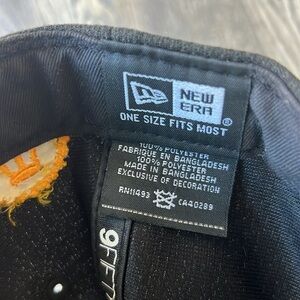 NE NEW
ERA®
ONE SIZE FITS MOST
100% POLYESTER
FABRIQUE EN BANGLADESH
100% POLYESTER
MADE IN BANGLADESH
EXCLUSIVE OF DECORATION
RN11493 CA40289
9FIFTY